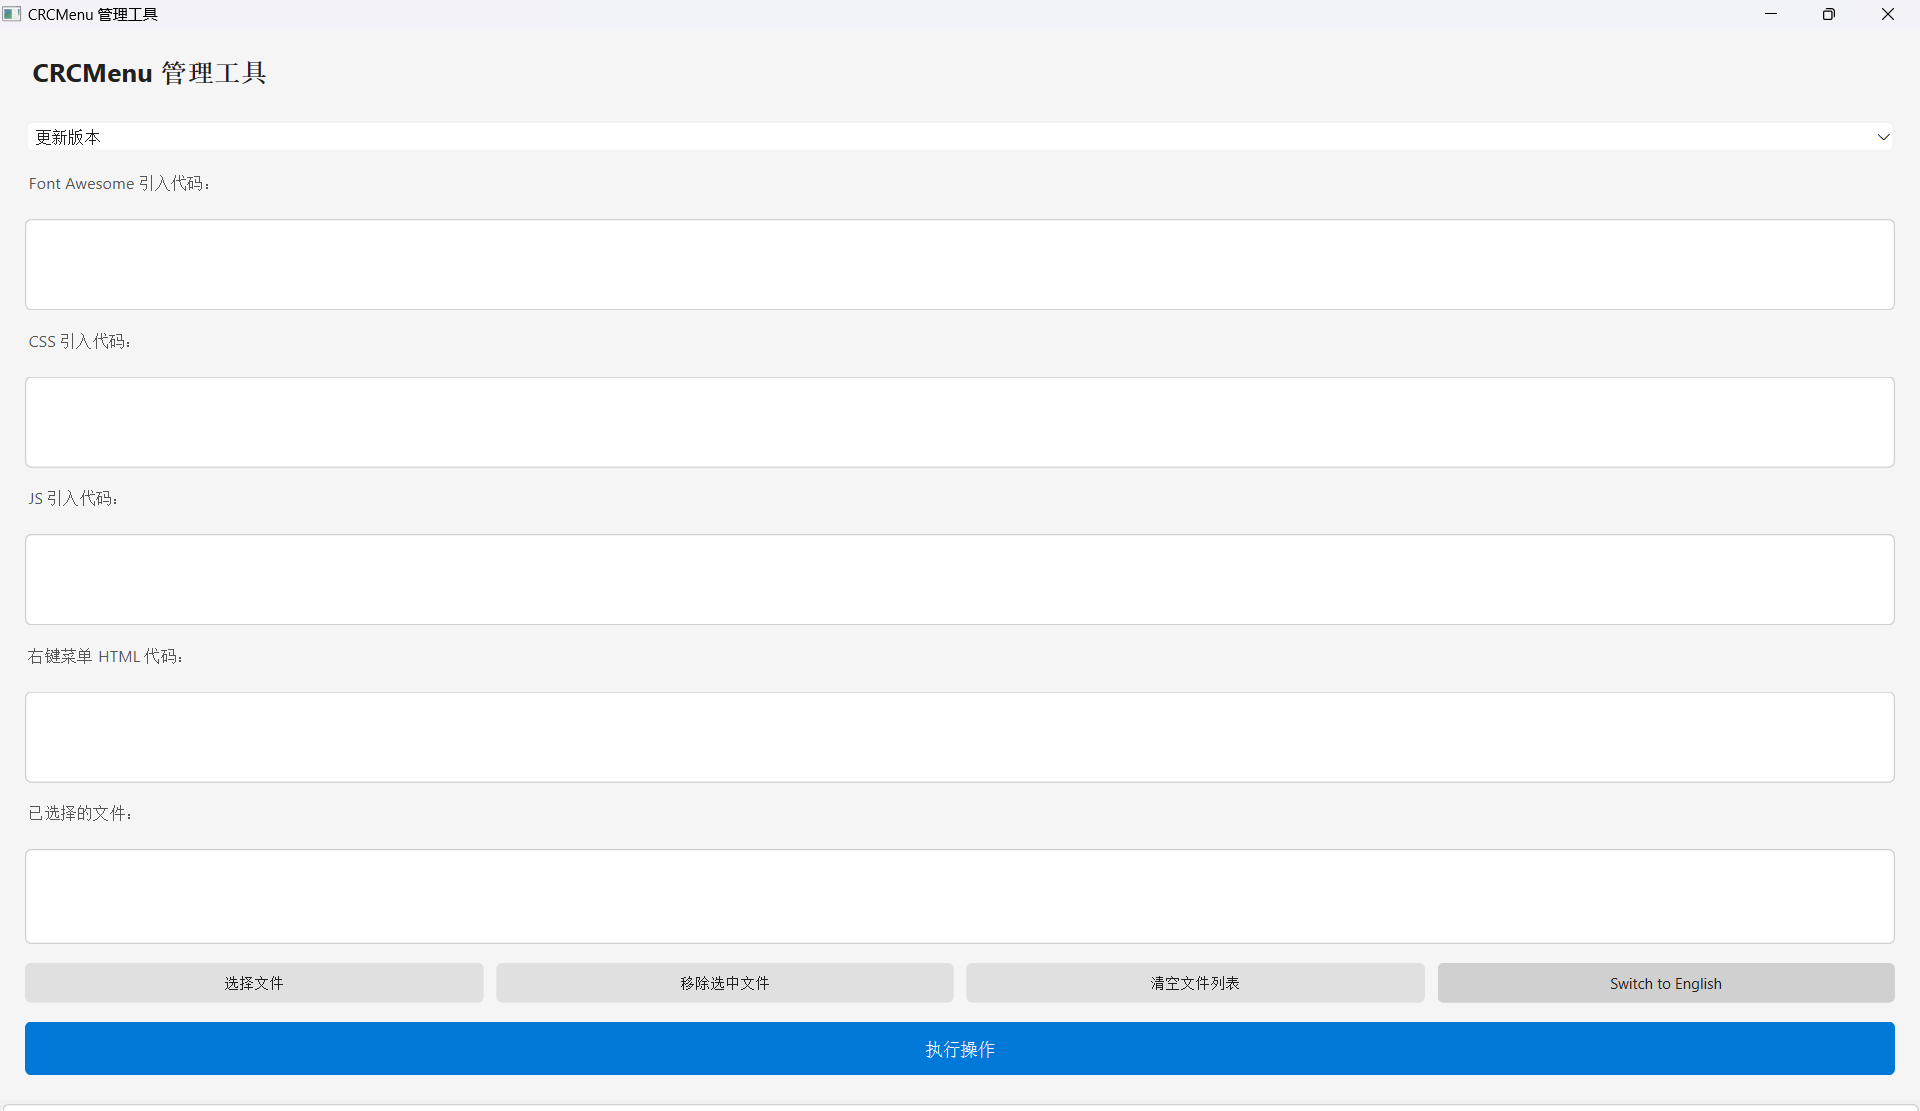 CRCMenu 管理工具
CRCMenu 管理工具
更新版本
Font Awesome 引入代码：
CSS 引入代码：
JS 引入代码：
右键菜单 HTML 代码：
已选择的文件：
选择文件
移除选中文件
清空文件列表
Switch to English
执行操作